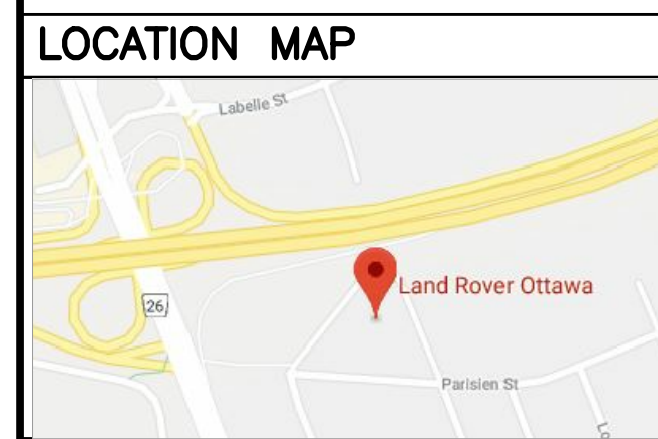 LOCATION MAP
Labelle St
Land Rover Ottawa
26
Parisien St